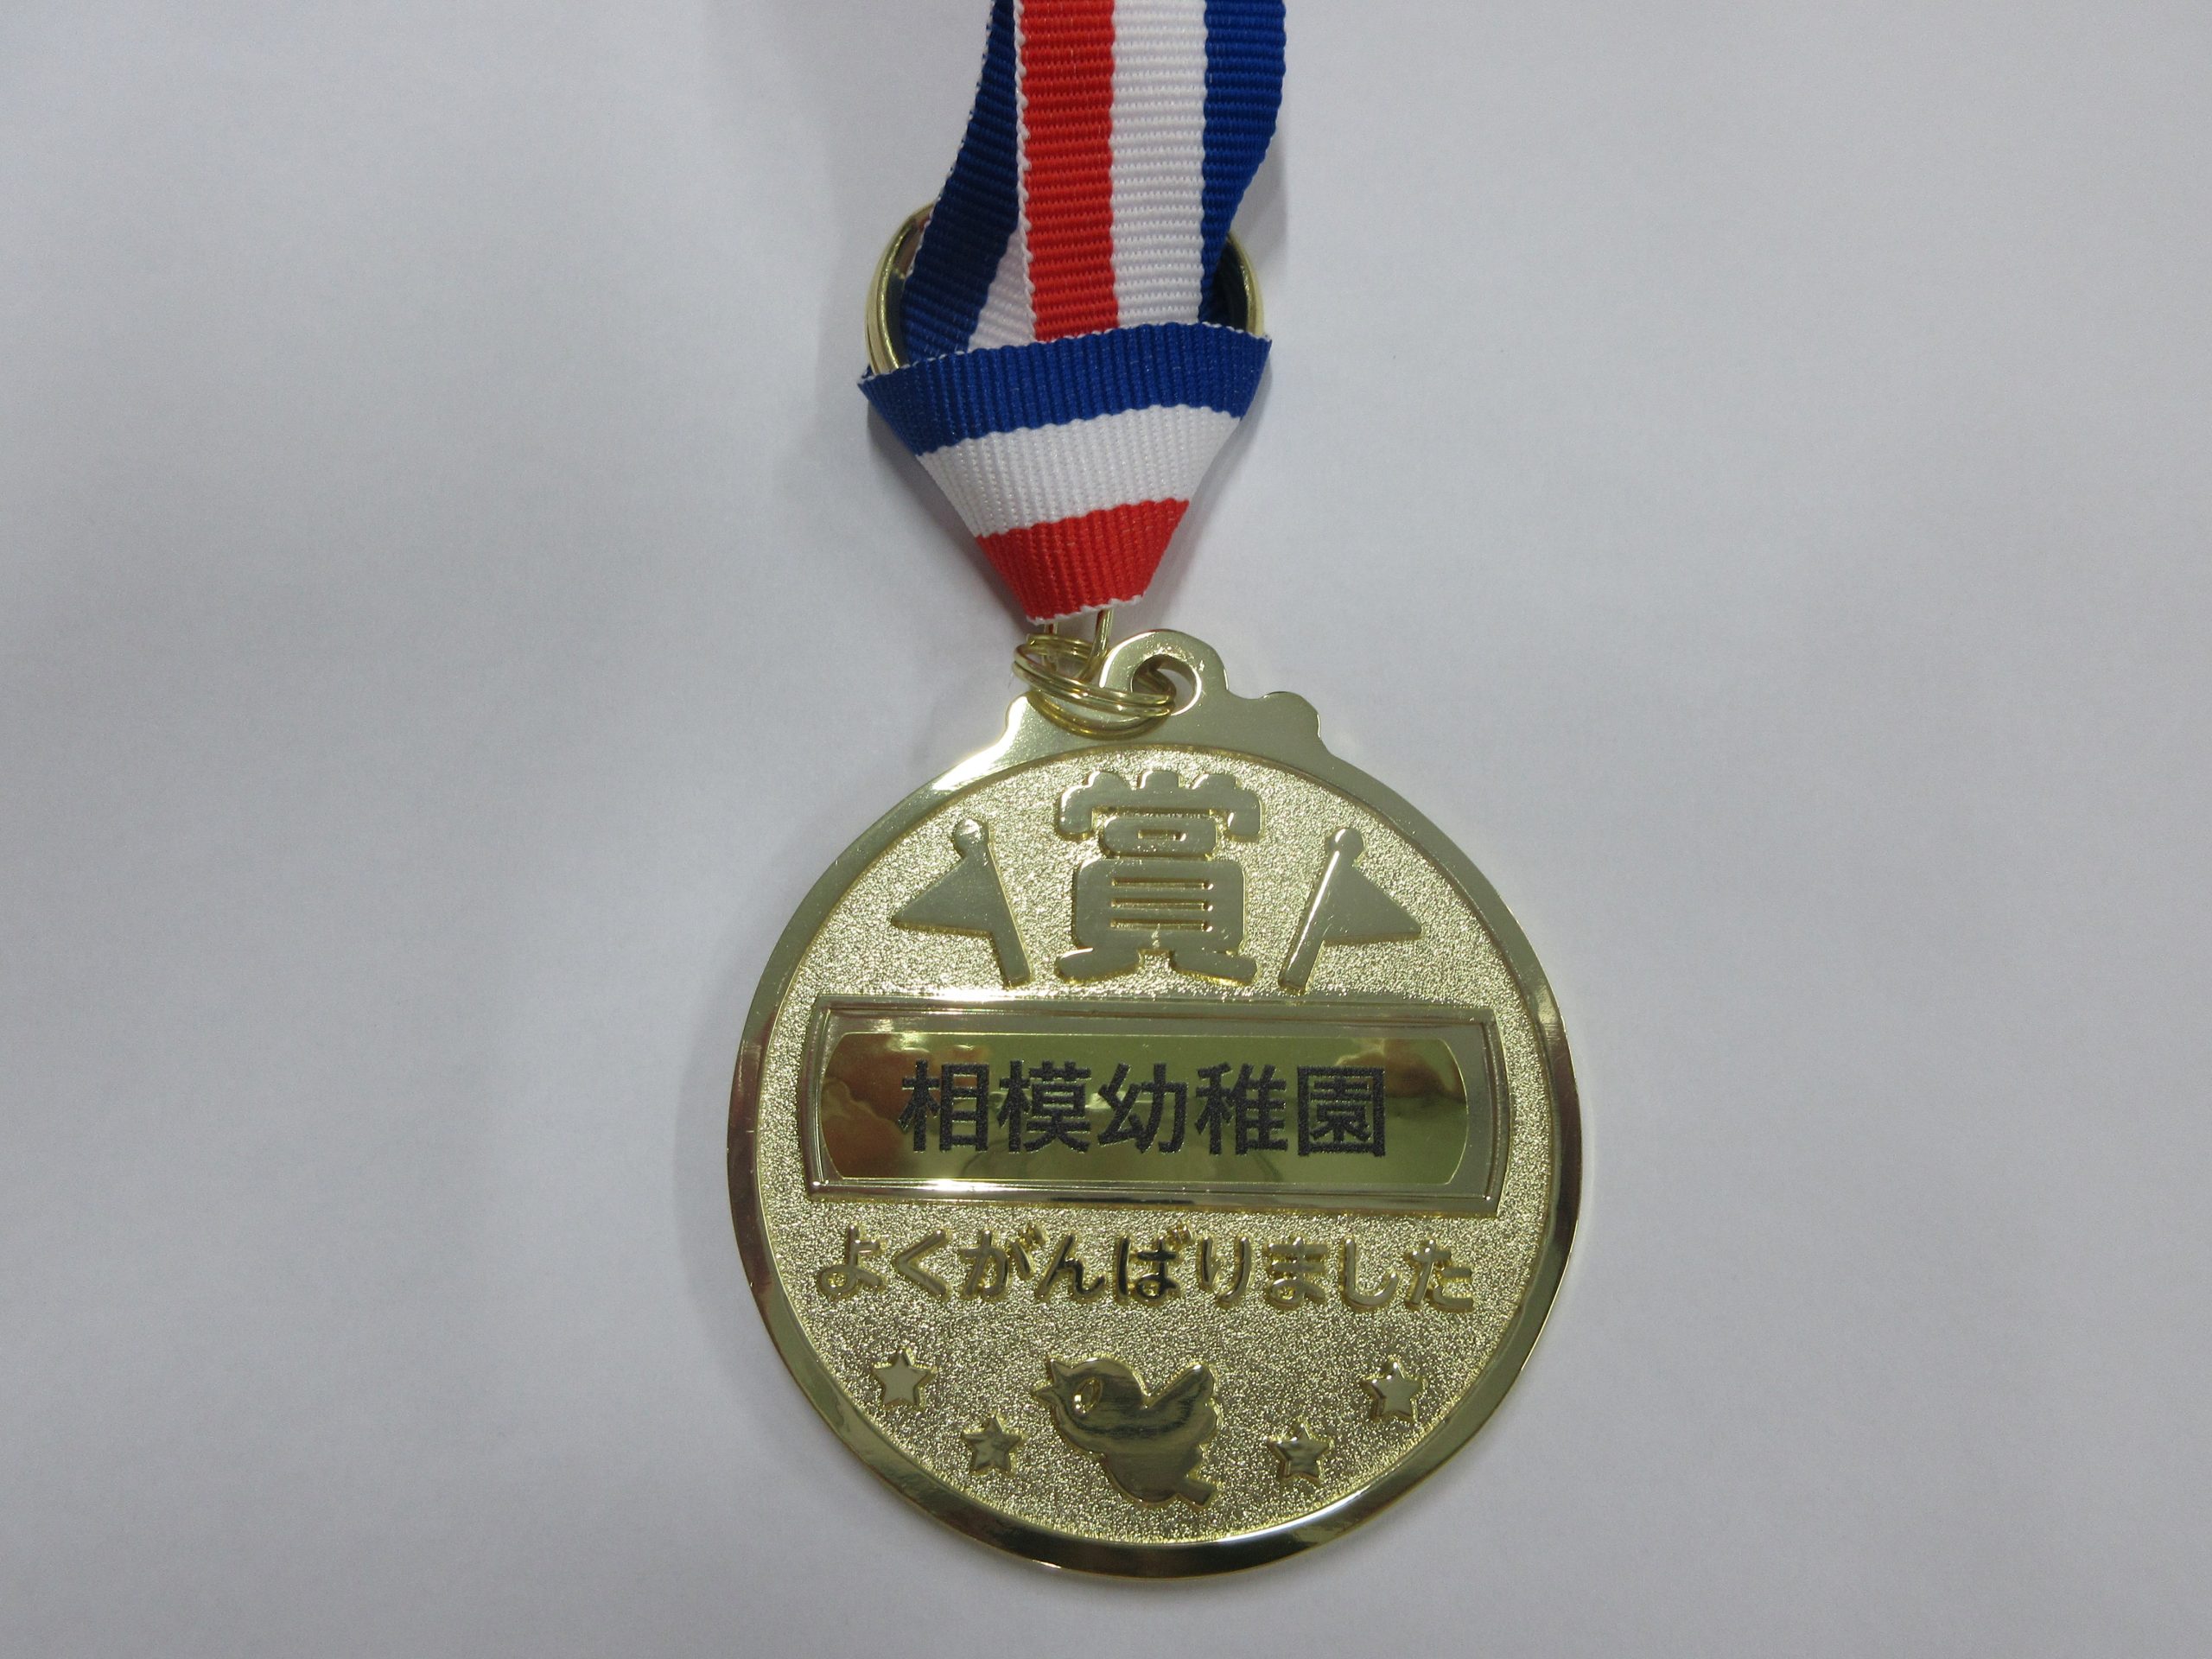 賞
相模幼稚園
よくがんばりました